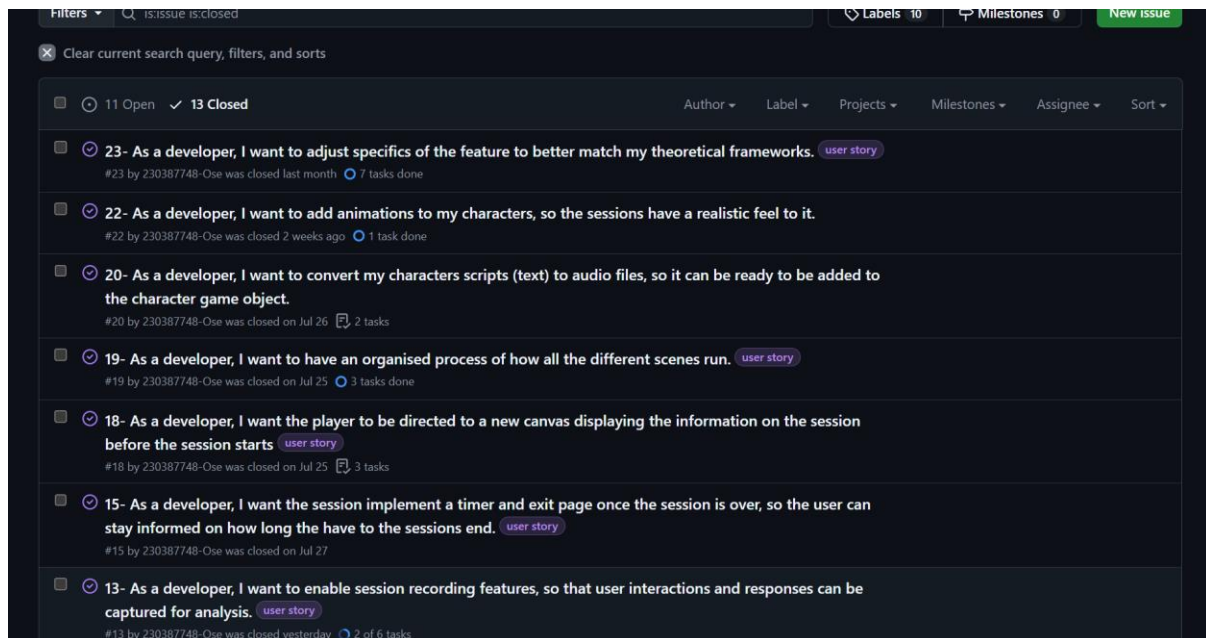 Filters is:issue is:closed Labels 10 Milestones 0 New issue
Clear current search query, filters, and sorts
11 Open 13 Closed Author Label Projects Milestones Assignee Sort
23- As a developer, I want to adjust specifics of the feature to better match my theoretical frameworks. user story
#23 by 230387748-Ose was closed last month 7 tasks done
22- As a developer, I want to add animations to my characters, so the sessions have a realistic feel to it.
#22 by 230387748-Ose was closed 2 weeks ago 1 task done
20- As a developer, I want to convert my characters scripts (text) to audio files, so it can be ready to be added to
the character game object.
#20 by 230387748-Ose was closed on Jul 26 2 tasks
19- As a developer, I want to have an organised process of how all the different scenes run. user story
#19 by 230387748-Ose was closed on Jul 25 3 tasks done
18- As a developer, I want the player to be directed to a new canvas displaying the information on the session
before the session starts user story
#18 by 230387748-Ose was closed on Jul 25 3 tasks
15- As a developer, I want the session implement a timer and exit page once the session is over, so the user can
stay informed on how long the have to the sessions end. user story
#15 by 230387748-Ose was closed on Jul 27
13- As a developer, I want to enable session recording features, so that user interactions and responses can be
captured for analysis. user story
#13 by 230387748-Ose was closed yesterday 2 of 6 tasks